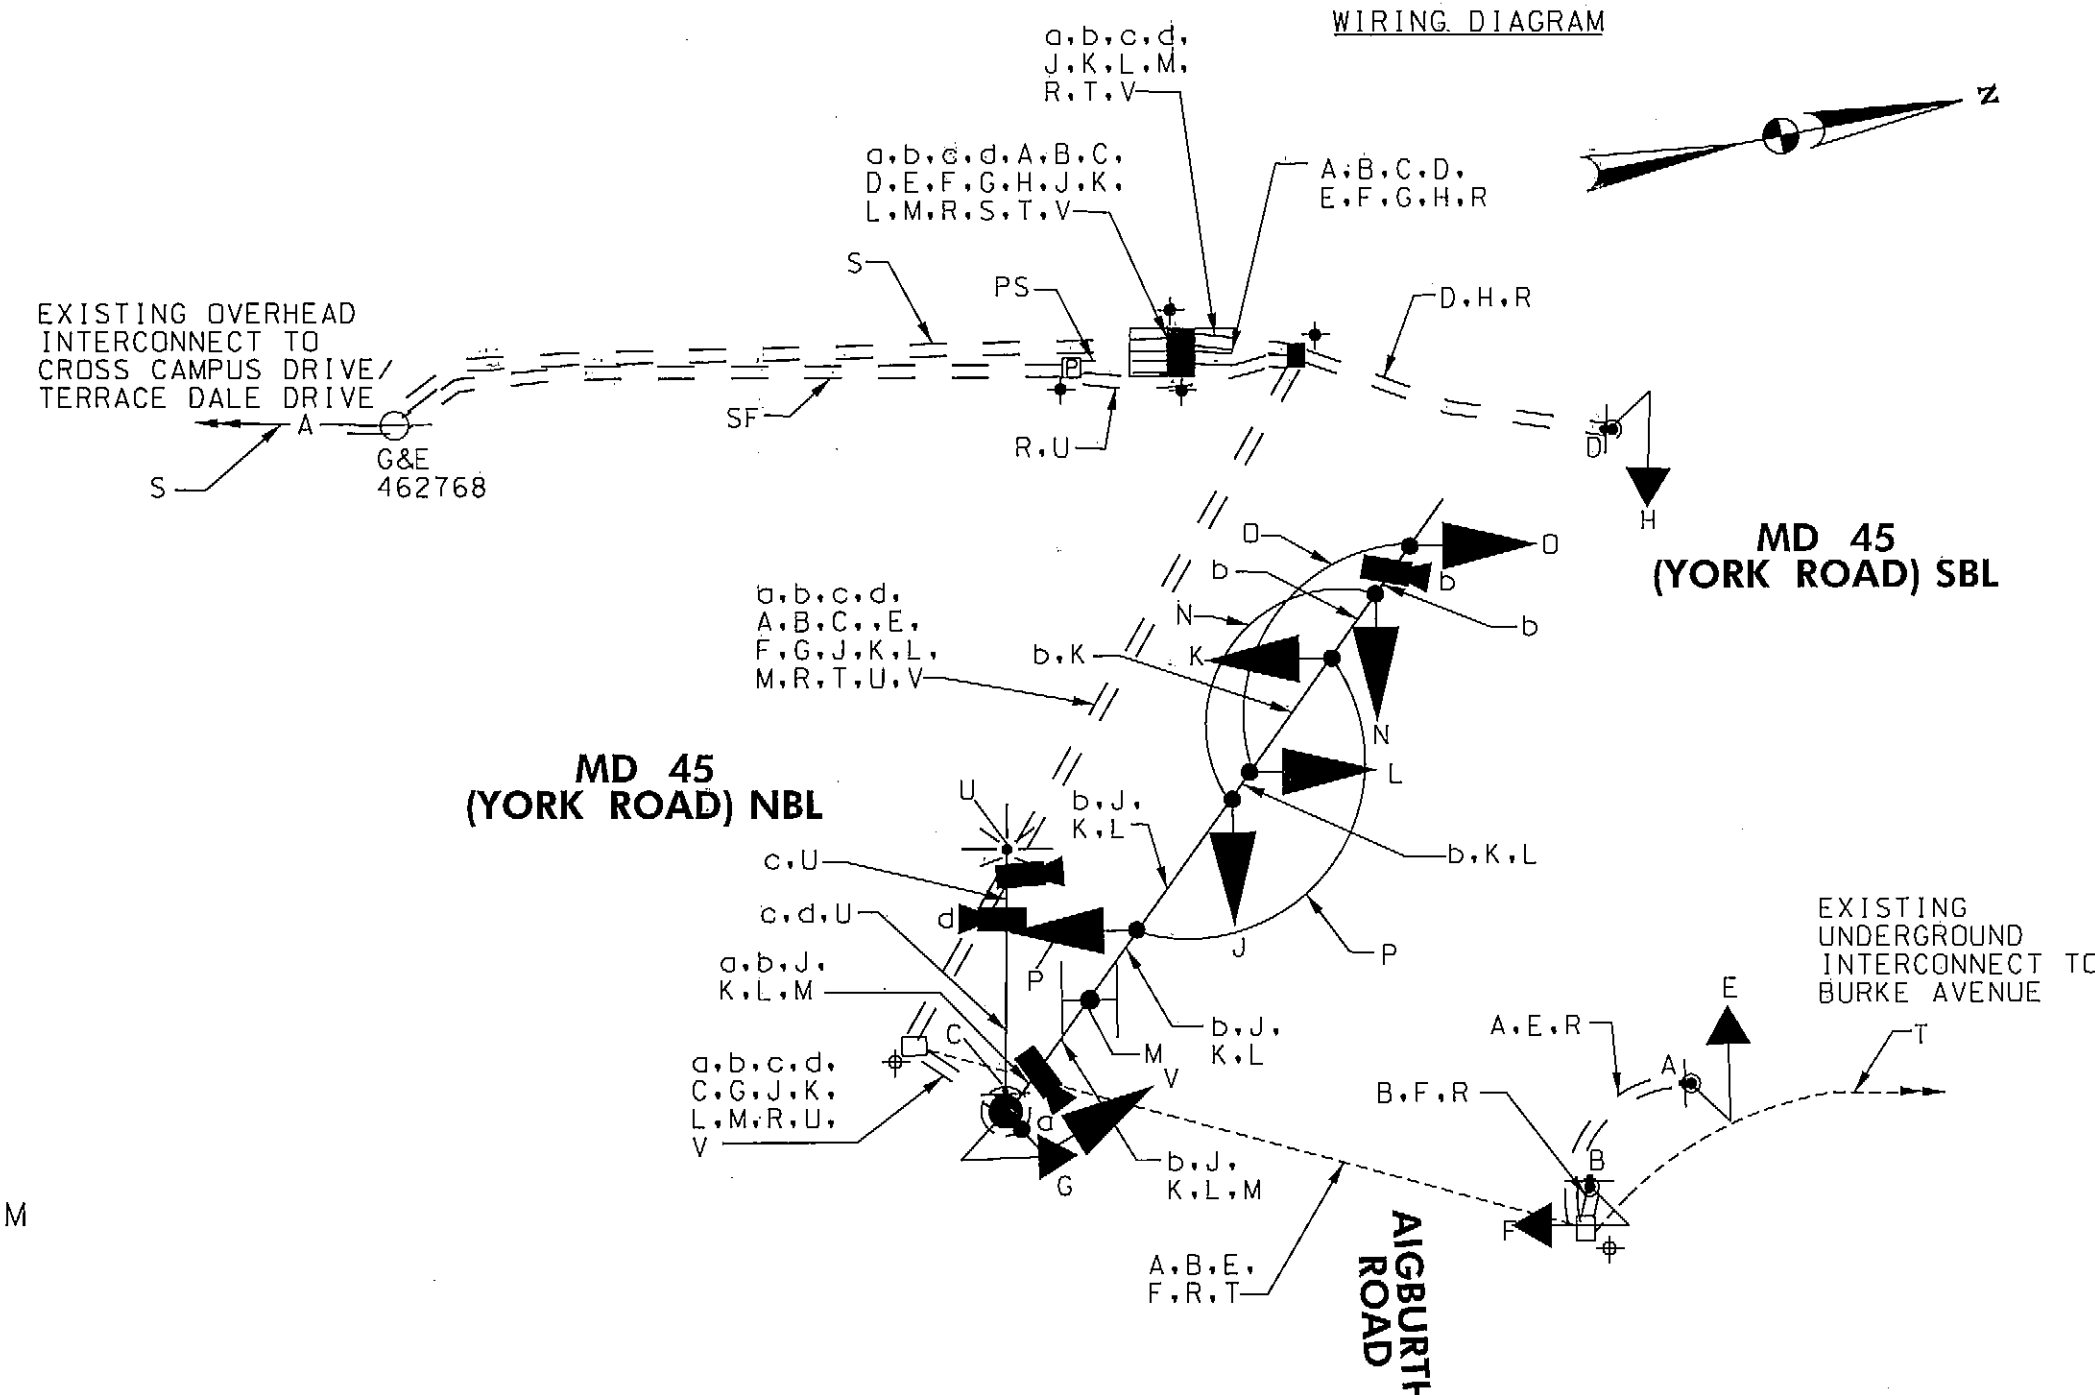 WIRING DIAGRAM
a,b,c,d,
J,K,L,M,
R,T,V
Z
a,b,c,d,A,B,C,
D,E,F,G,H,J,K,
L,M,R,S,T,V
A,B,C,D,
E,F,G,H,R
S
PS
D,H,R
EXISTING OVERHEAD
INTERCONNECT TO
CROSS CAMPUS DRIVE/
TERRACE DALE DRIVE
P
SF
A
R,U
D
G&E
462768
S
H
MD 45
(YORK ROAD) SBL
O
O
b
b
b
N
a,b,c,d,
A,B,C,,E,
F,G,J,K,L,
M,R,T,U,V
b,K
K
N
L
MD 45
(YORK ROAD) NBL
U
b,J,
K,L
b,K,L
c,U
c,d,U
d
P
J
P
a,b,J,
K,L,M
EXISTING
UNDERGROUND
INTERCONNECT TO
BURKE AVENUE
E
C
M
b,J,
K,L
A,E,R
A
T
V
a,b,c,d,
C,G,J,K,
L,M,R,U,
V
B,F,R
a
B
G
b,J,
K,L,M
F
M
A,B,E,
F,R,T
AIGBURTH
ROAD